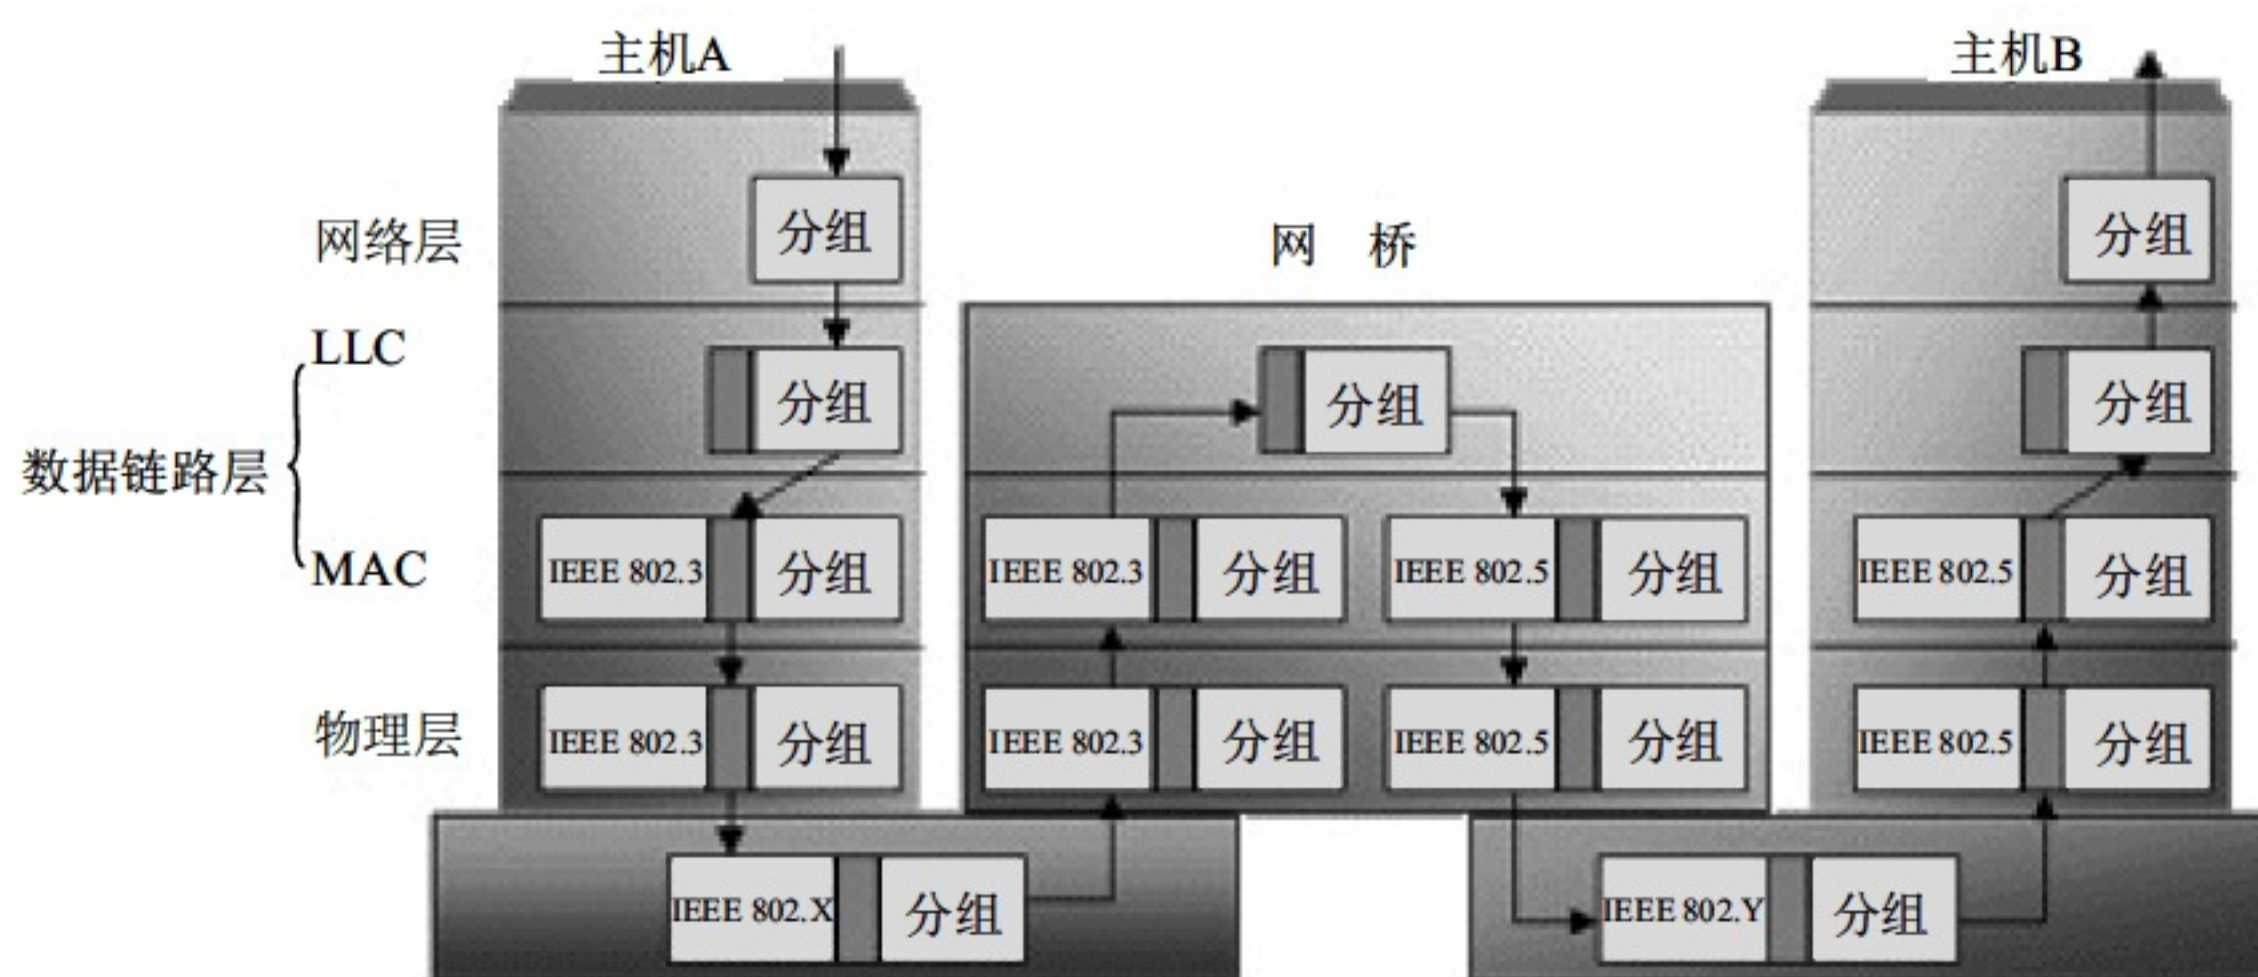 主机A
主机B
分组
分组
网络层
网 桥
LLC
分组
分组
分组
数据链路层
MAC
IEEE 802.3 分组
IEEE 802.3 分组
IEEE 802.5 分组
IEEE 802.5 分组
物理层
IEEE 802.3 分组
IEEE 802.3 分组
IEEE 802.5 分组
IEEE 802.5 分组
IEEE 802.X 分组
IEEE 802.Y 分组